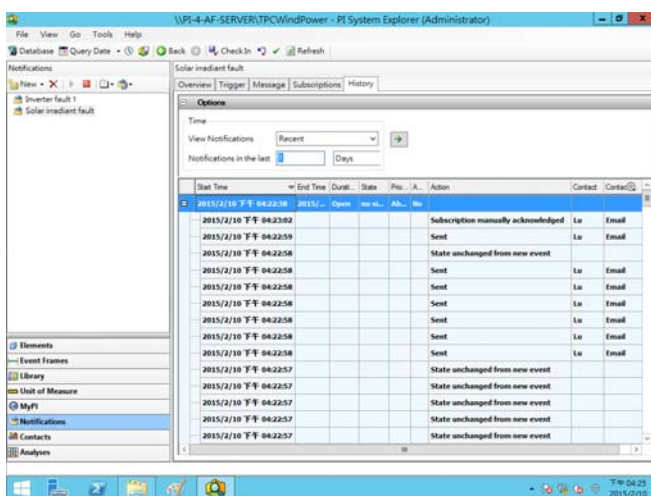 \\PI-4-AF-SERVER\TPCWindPower - PI System Explorer (Administrator)
File View Go Tools Help
Database Query Date Back Check In Refresh
Notifications
New
Inverter fault 1
Solar irradiant fault
Solar irradiant fault
Overview Trigger Message Subscriptions History
Options
Time
View Notifications Recent
Notifications in the last Days
Start Time End Time Durati... State Prio... A... Action Contact Contact
2015/2/10 下午 04:22:38 2015/... Open no si... Ab... No
2015/2/10 下午 04:23:02 Subscription manually acknowledged Lu Email
2015/2/10 下午 04:22:59 Sent Lu Email
2015/2/10 下午 04:22:58 State unchanged from new event
2015/2/10 下午 04:22:58 Sent Lu Email
2015/2/10 下午 04:22:58 Sent Lu Email
2015/2/10 下午 04:22:58 Sent Lu Email
2015/2/10 下午 04:22:58 Sent Lu Email
2015/2/10 下午 04:22:58 Sent Lu Email
2015/2/10 下午 04:22:57 State unchanged from new event
2015/2/10 下午 04:22:57 State unchanged from new event
2015/2/10 下午 04:22:57 State unchanged from new event
2015/2/10 下午 04:22:57 State unchanged from new event
2015/2/10 下午 04:22:57 State unchanged from new event
Elements
Event Frames
Library
Unit of Measure
MyPI
Notifications
Contacts
Analyses
下午 04:25
2015/2/10